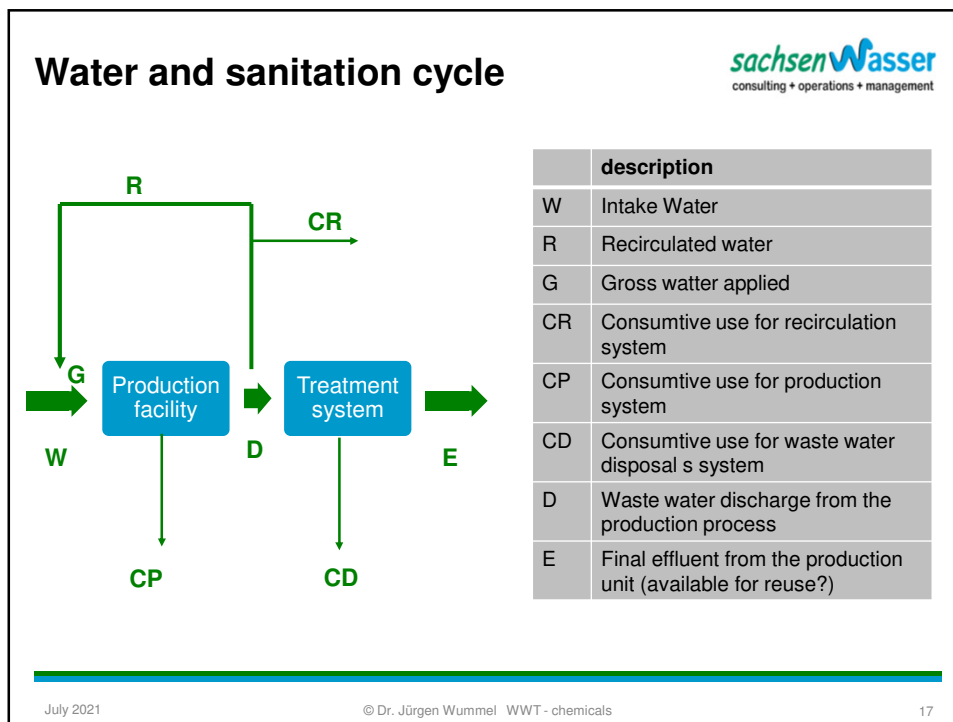 Water and sanitation cycle
sachsenWasser
consulting + operations + management
R
CR
G
Production
facility
Treatment
system
W
D
E
CP
CD
description
W Intake Water
R Recirculated water
G Gross watter applied
CR Consumtive use for recirculation
system
CP Consumtive use for production
system
CD Consumtive use for waste water
disposal s system
D Waste water discharge from the
production process
E Final effluent from the production
unit (available for reuse?)
July 2021 © Dr. Jürgen Wummel WWT - chemicals 17